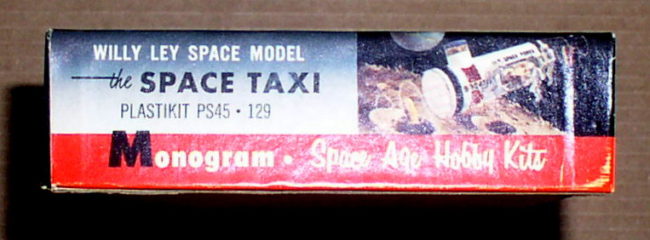 WILLY LEY SPACE MODEL
the SPACE TAXI
PLASTIKIT PS45 • 129
Monogram • Space Age Hobby Kits